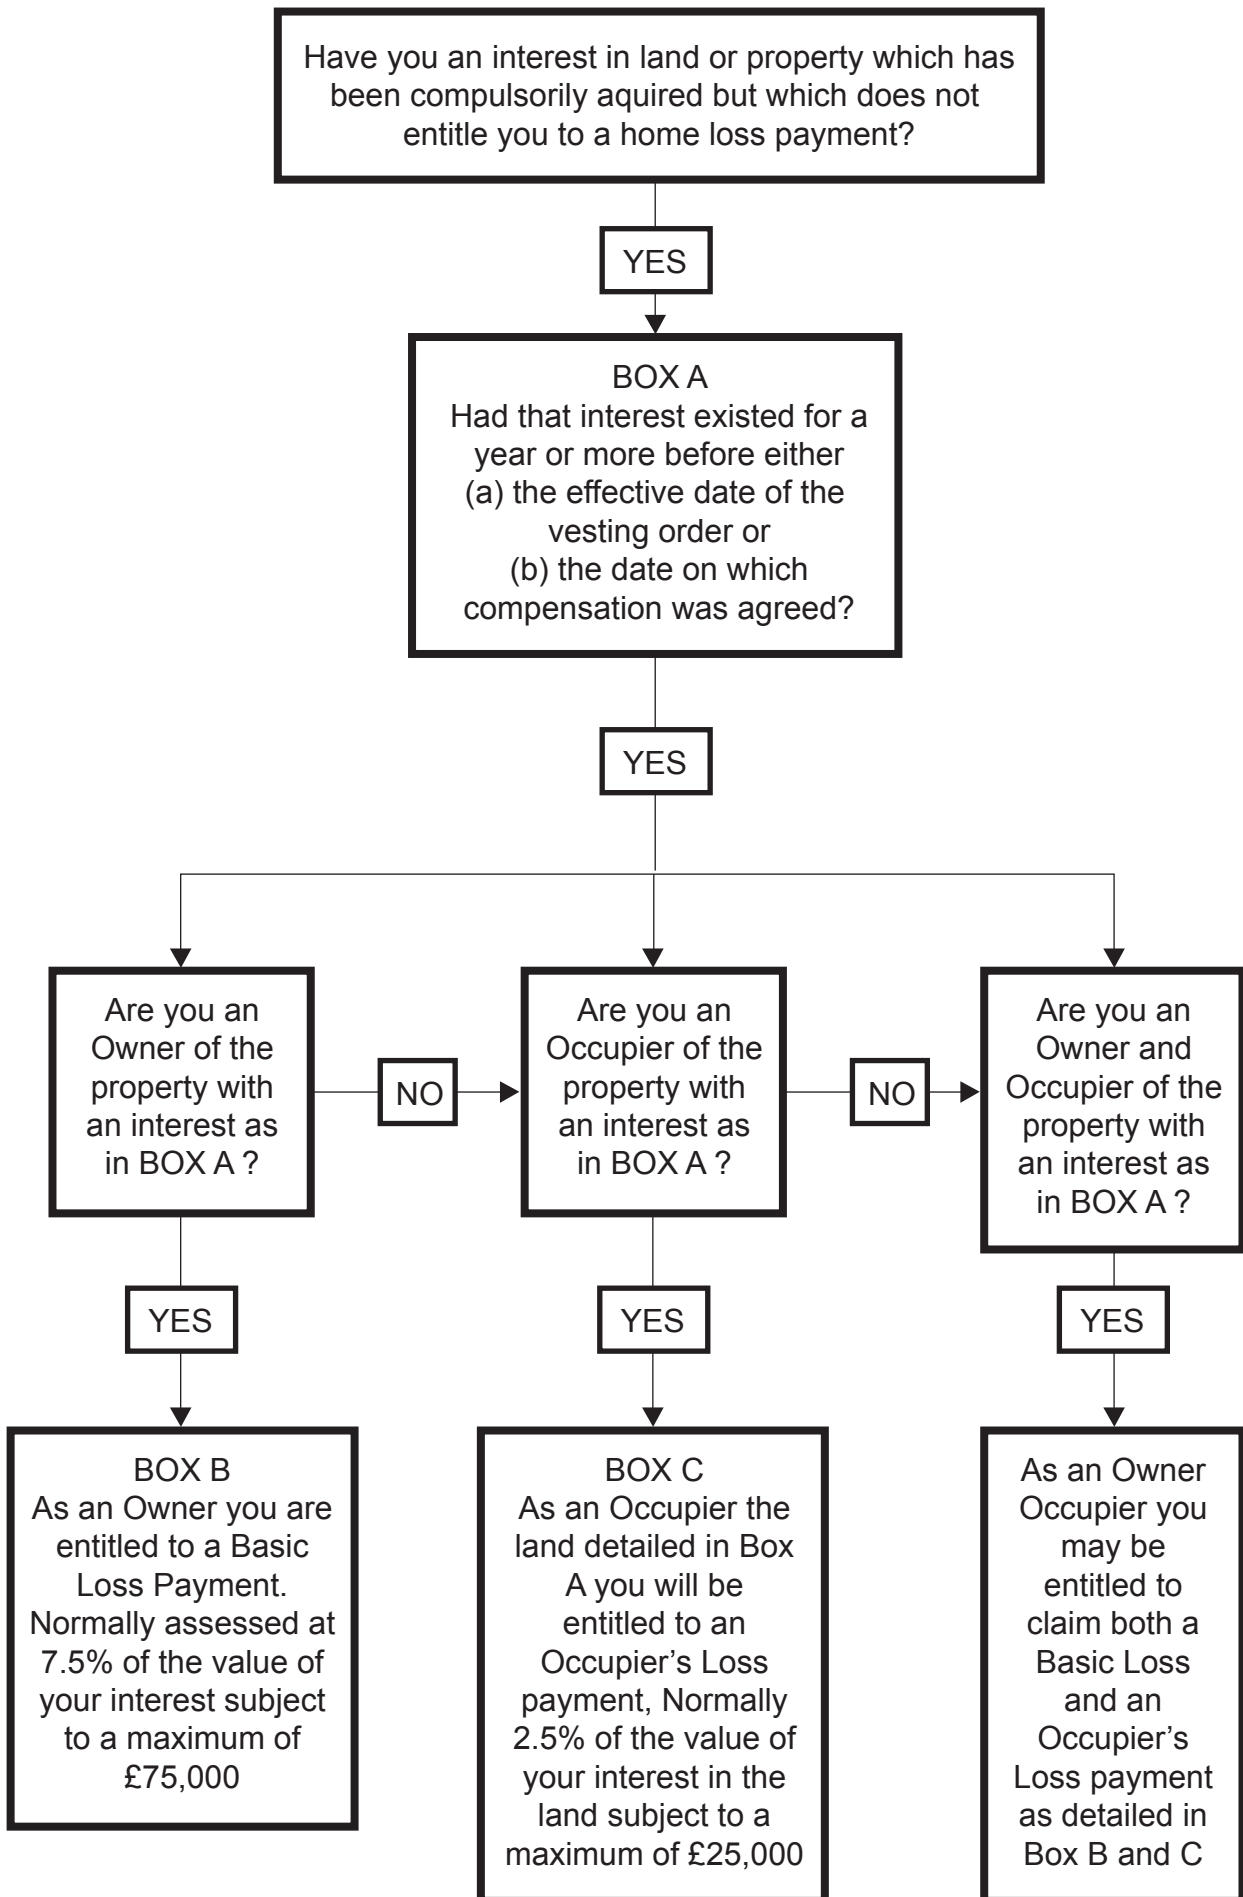 Have you an interest in land or property which has
been compulsorily aquired but which does not
entitle you to a home loss payment?
YES
BOX A
Had that interest existed for a
year or more before either
(a) the effective date of the
vesting order or
(b) the date on which
compensation was agreed?
YES
Are you an
Owner of the
property with
an interest as
in BOX A ?
NO
Are you an
Occupier of the
property with
an interest as
in BOX A ?
NO
Are you an
Owner and
Occupier of the
property with
an interest as
in BOX A ?
YES
YES
YES
BOX B
As an Owner you are
entitled to a Basic
Loss Payment.
Normally assessed at
7.5% of the value of
your interest subject
to a maximum of
£75,000
BOX C
As an Occupier the
land detailed in Box
A you will be
entitled to an
Occupier’s Loss
payment, Normally
2.5% of the value of
your interest in the
land subject to a
maximum of £25,000
As an Owner
Occupier you
may be
entitled to
claim both a
Basic Loss
and an
Occupier’s
Loss payment
as detailed in
Box B and C